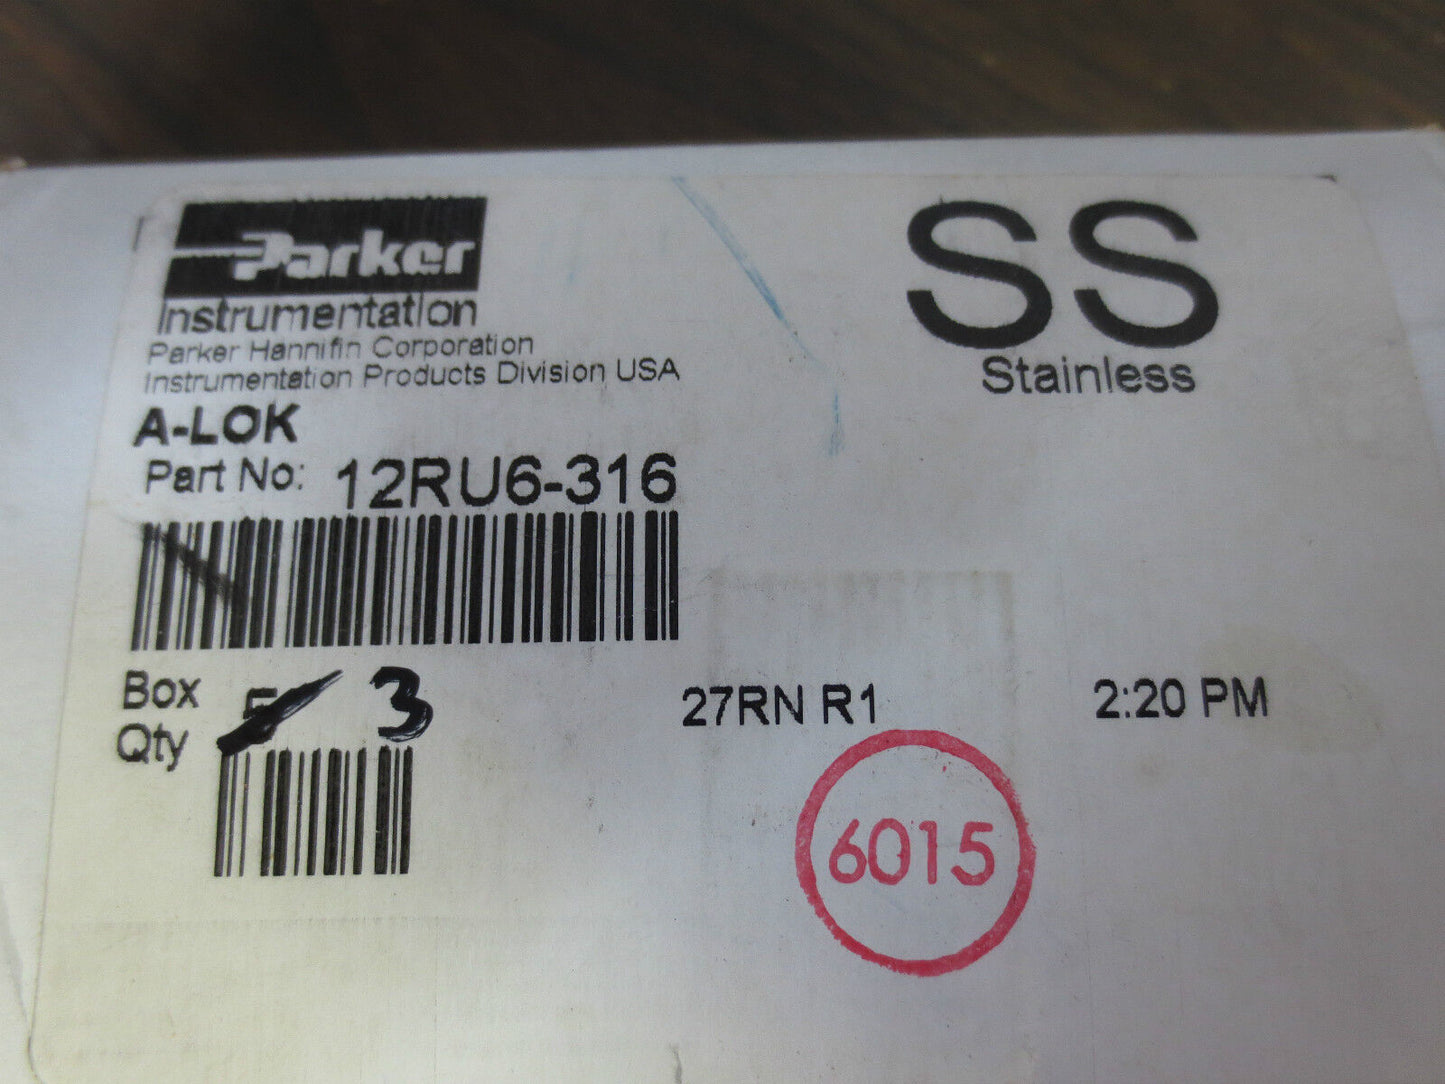 Parker
Instrumentation
Parker Hannifin Corporation
Instrumentation Products Division USA
SS
Stainless
A-LOK
Part No: 12RU6-316
Box Qty 5 3
27RN R1
2:20 PM
6015